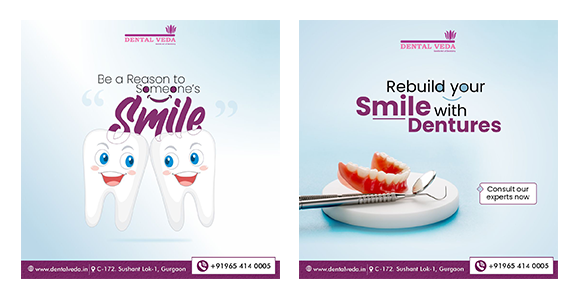 DENTAL VEDA
Be a Reason to
Someone's
Smile
www.dentalveda.in | C-172, Sushant Lok-1, Gurgaon
+91965 414 0005
DENTAL VEDA
Rebuild your
Smile with
Dentures
Consult our
experts now
www.dentalveda.in | C-172, Sushant Lok-1, Gurgaon
+91965 414 0005